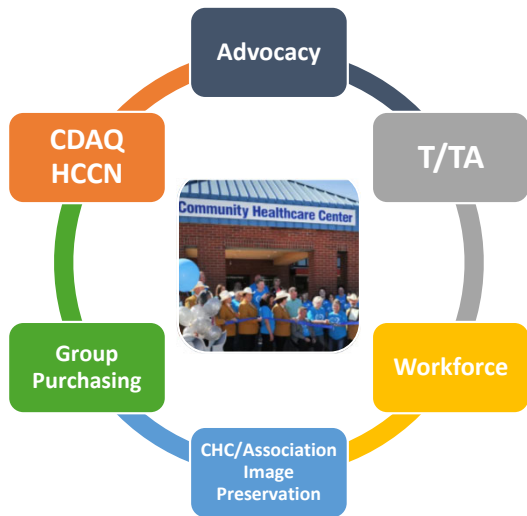 Advocacy
T/TA
Workforce
CHC/Association
Image
Preservation
Group
Purchasing
CDAQ
HCCN
Community Healthcare Center